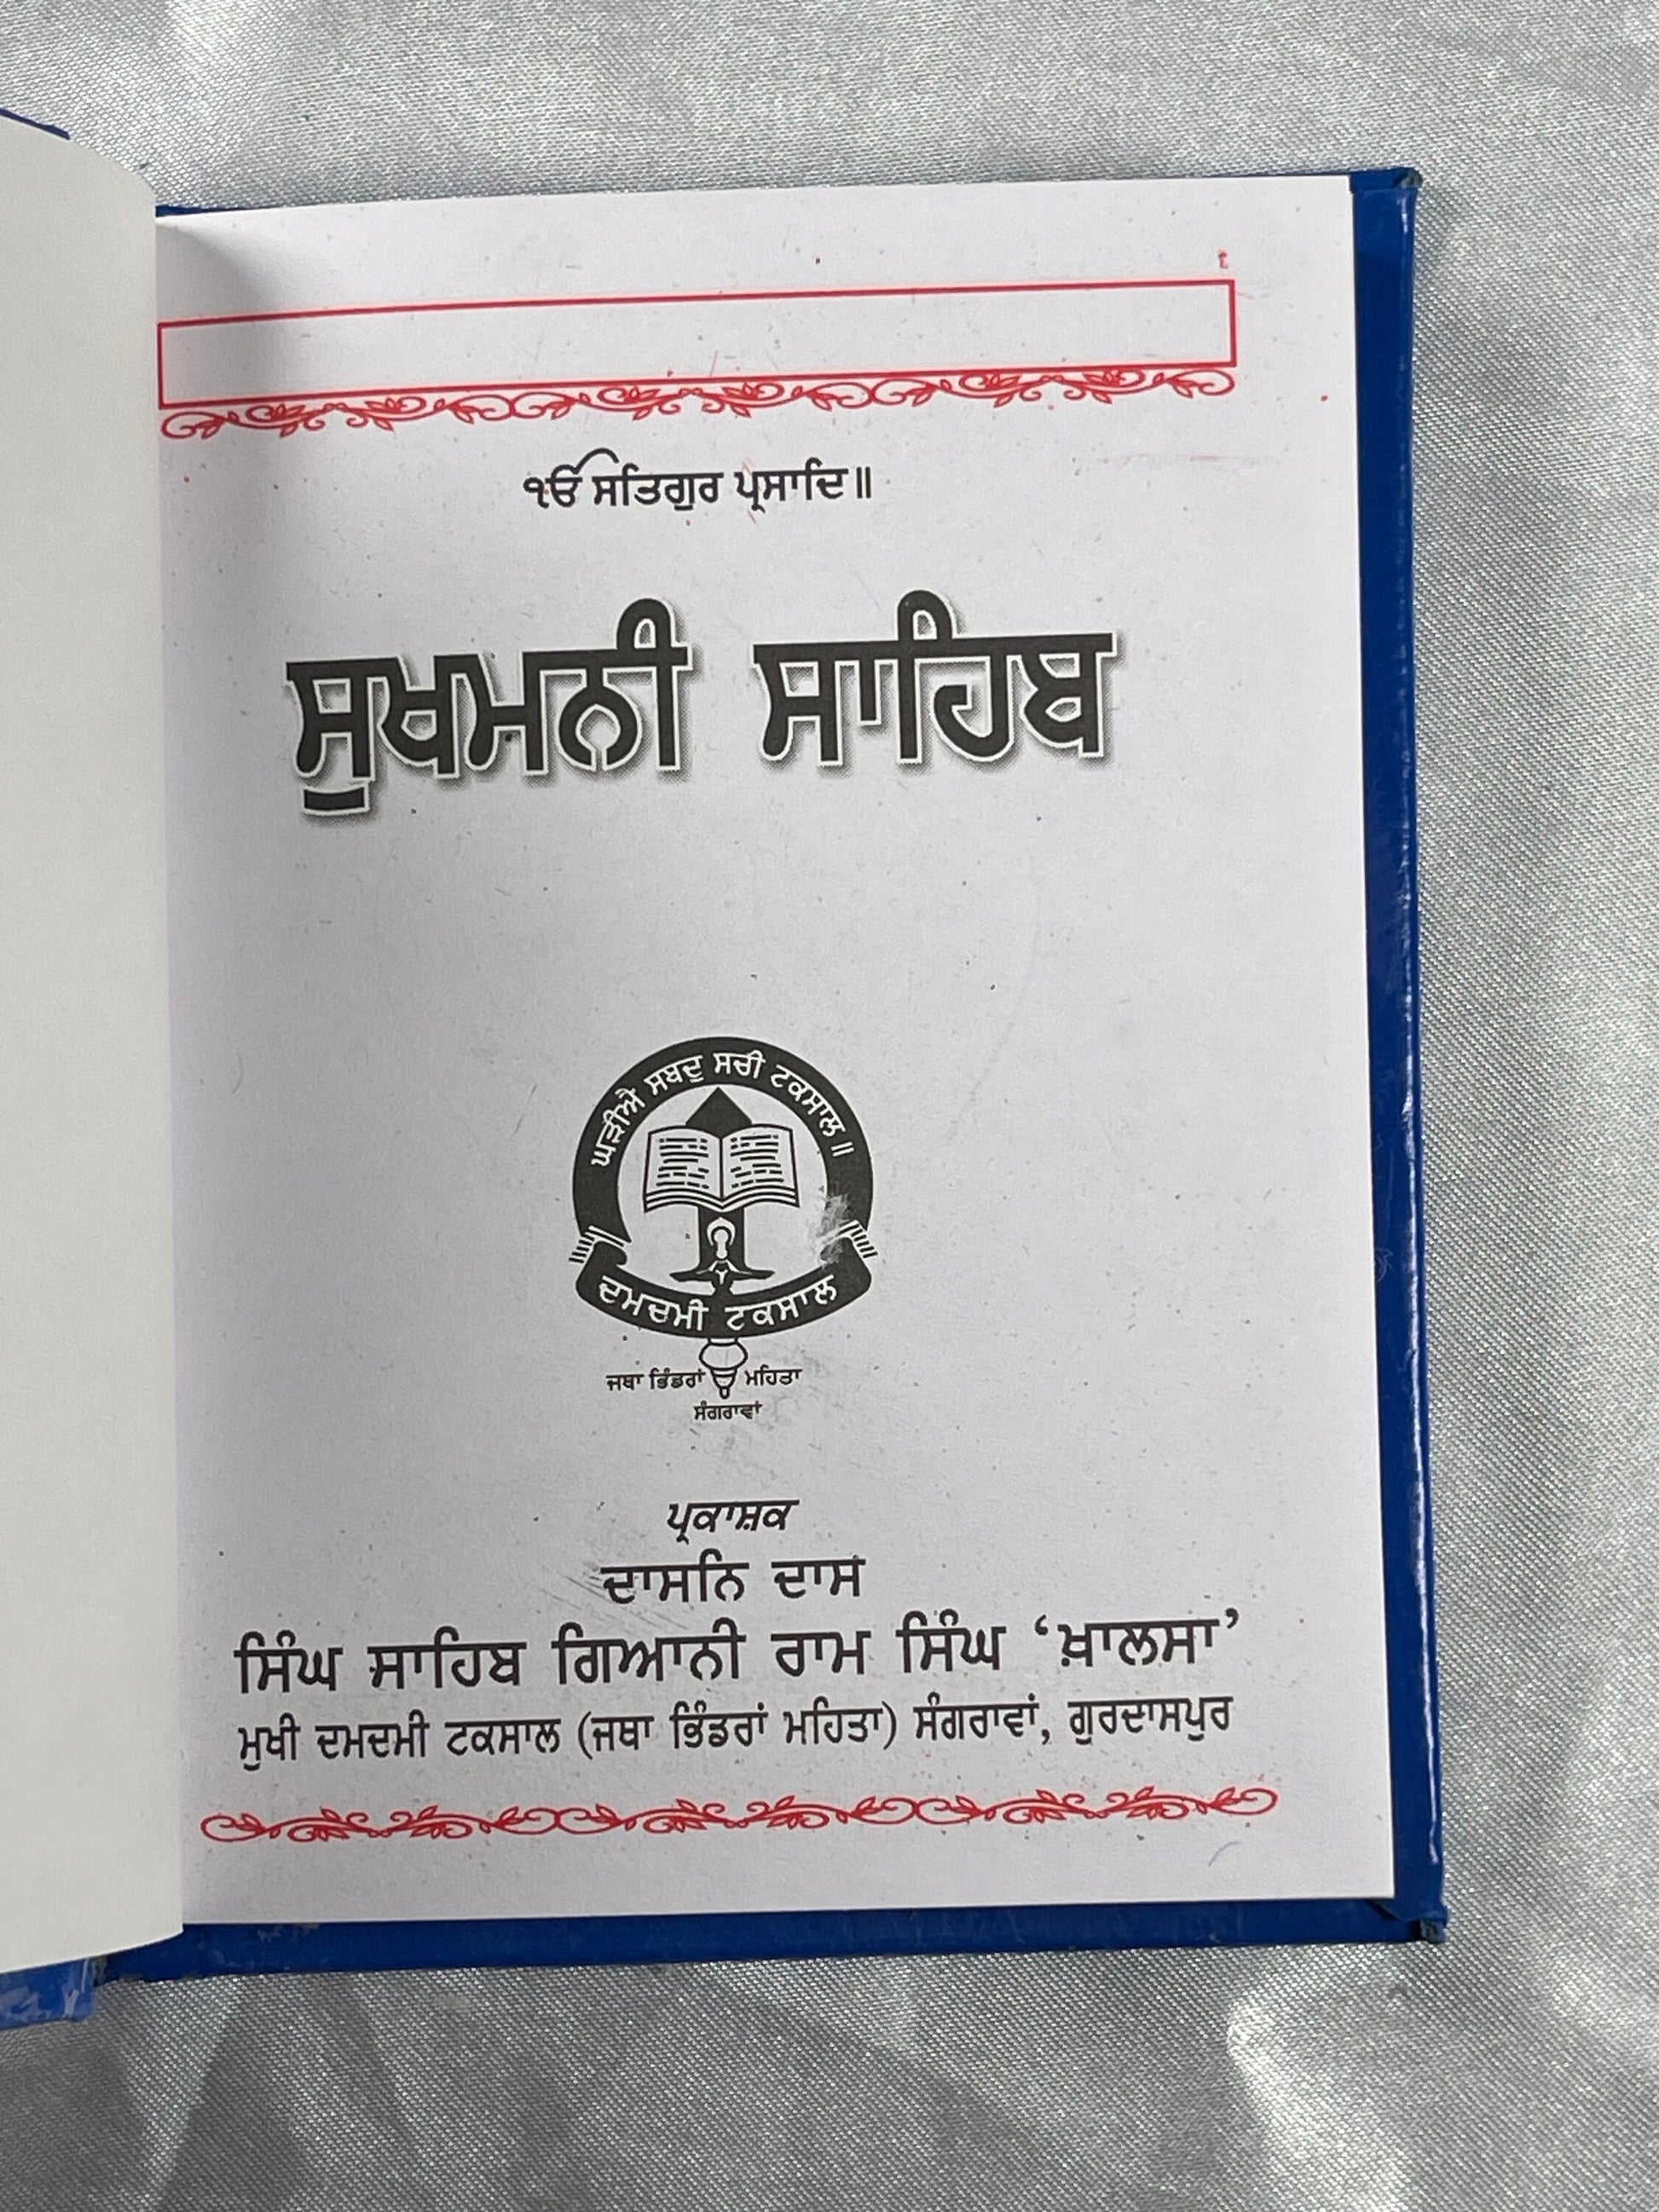 ੧
ੴ ਸਤਿਗੁਰ ਪ੍ਰਸਾਦਿ॥
ਸੁਖਮਨੀ ਸਾਹਿਬ
ਘੜੀਐ ਸਬਦੁ ਸਚੀ ਟਕਸਾਲ॥
ਦਮਦਮੀ ਟਕਸਾਲ
ਜਥਾ ਭਿੰਡਰਾਂ ਮਹਿਤਾ
ਸੰਗਰਾਵਾਂ
ਪ੍ਰਕਾਸ਼ਕ
ਦਾਸਨਿ ਦਾਸ
ਸਿੰਘ ਸਾਹਿਬ ਗਿਆਨੀ ਰਾਮ ਸਿੰਘ ‘ਖ਼ਾਲਸਾ’
ਮੁਖੀ ਦਮਦਮੀ ਟਕਸਾਲ (ਜਥਾ ਭਿੰਡਰਾਂ ਮਹਿਤਾ) ਸੰਗਰਾਵਾਂ, ਗੁਰਦਾਸਪੁਰ